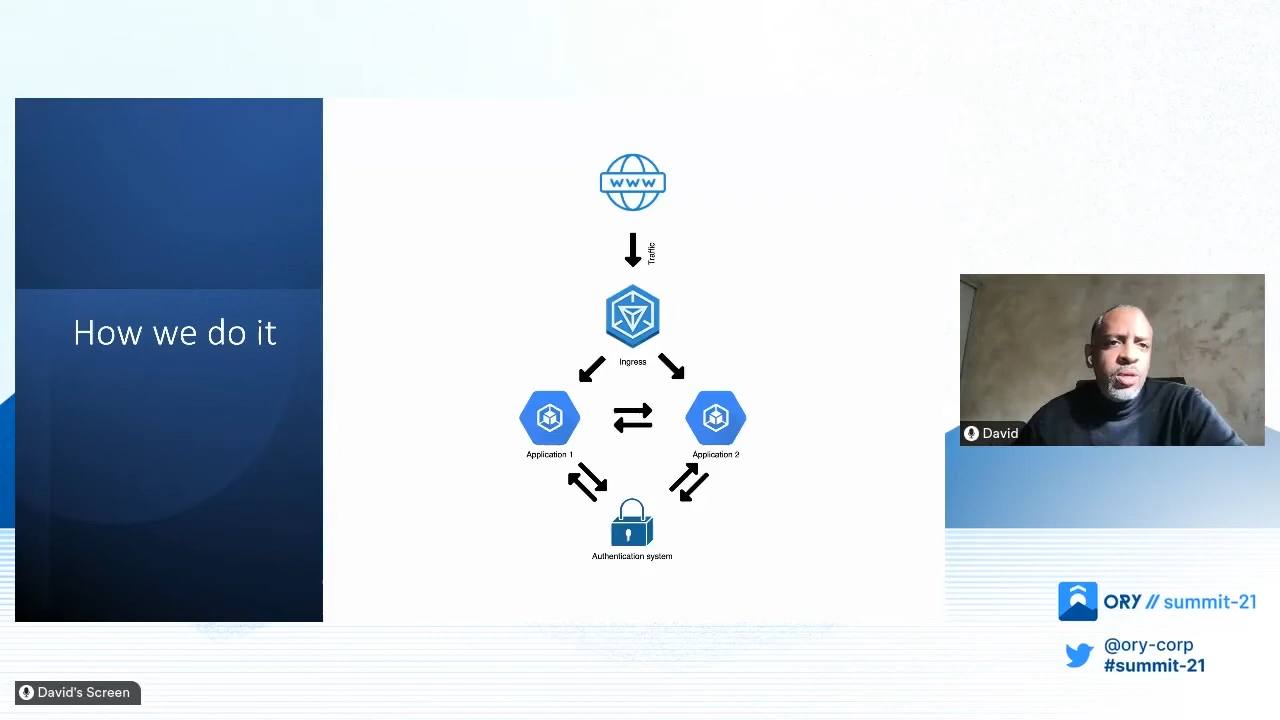 How we do it
WWW
Traffic
Ingress
Application 1
Application 2
Authentication system
David
ORY // summit-21
@ory-corp
#summit-21
David's Screen